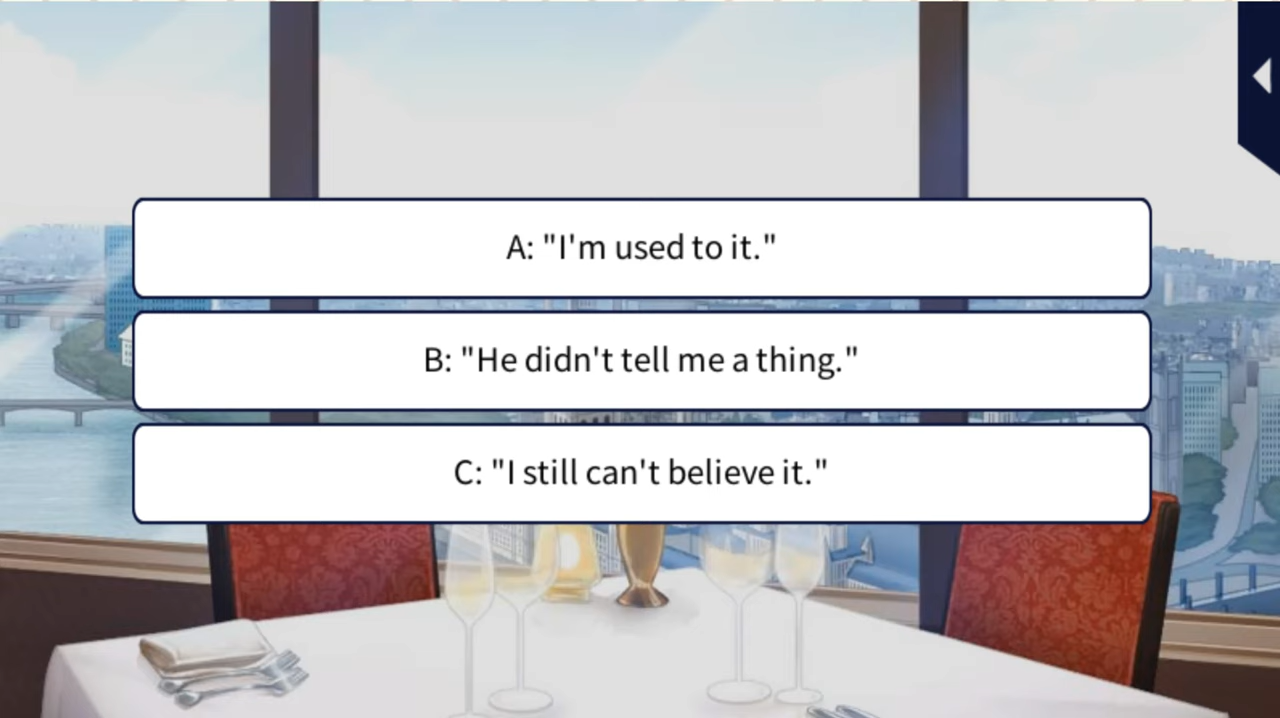 A: "I'm used to it."
B: "He didn't tell me a thing."
C: "I still can't believe it."